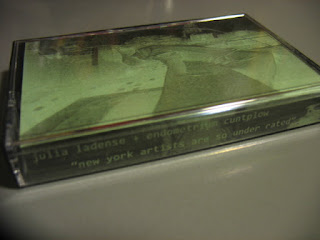 julia ladense + endometrium cuntplow
"new york artists are so under rated"